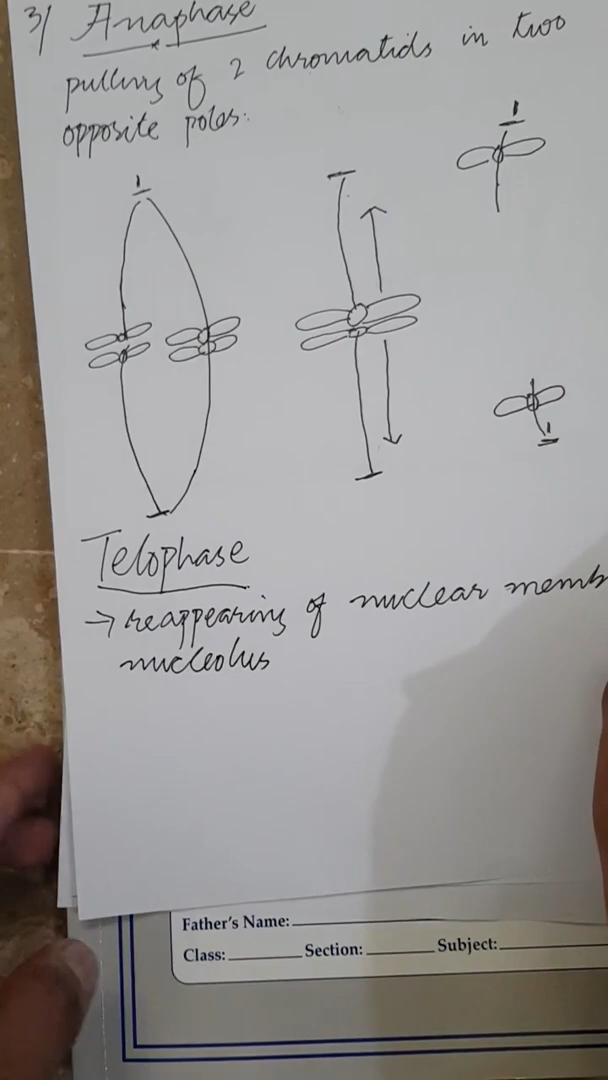 3/ Anaphase
pulling of 2 chromatids in two
opposite poles.
Telophase
→ reappearing of nuclear memb
nucleolus
Father's Name:
Class: Section: Subject: